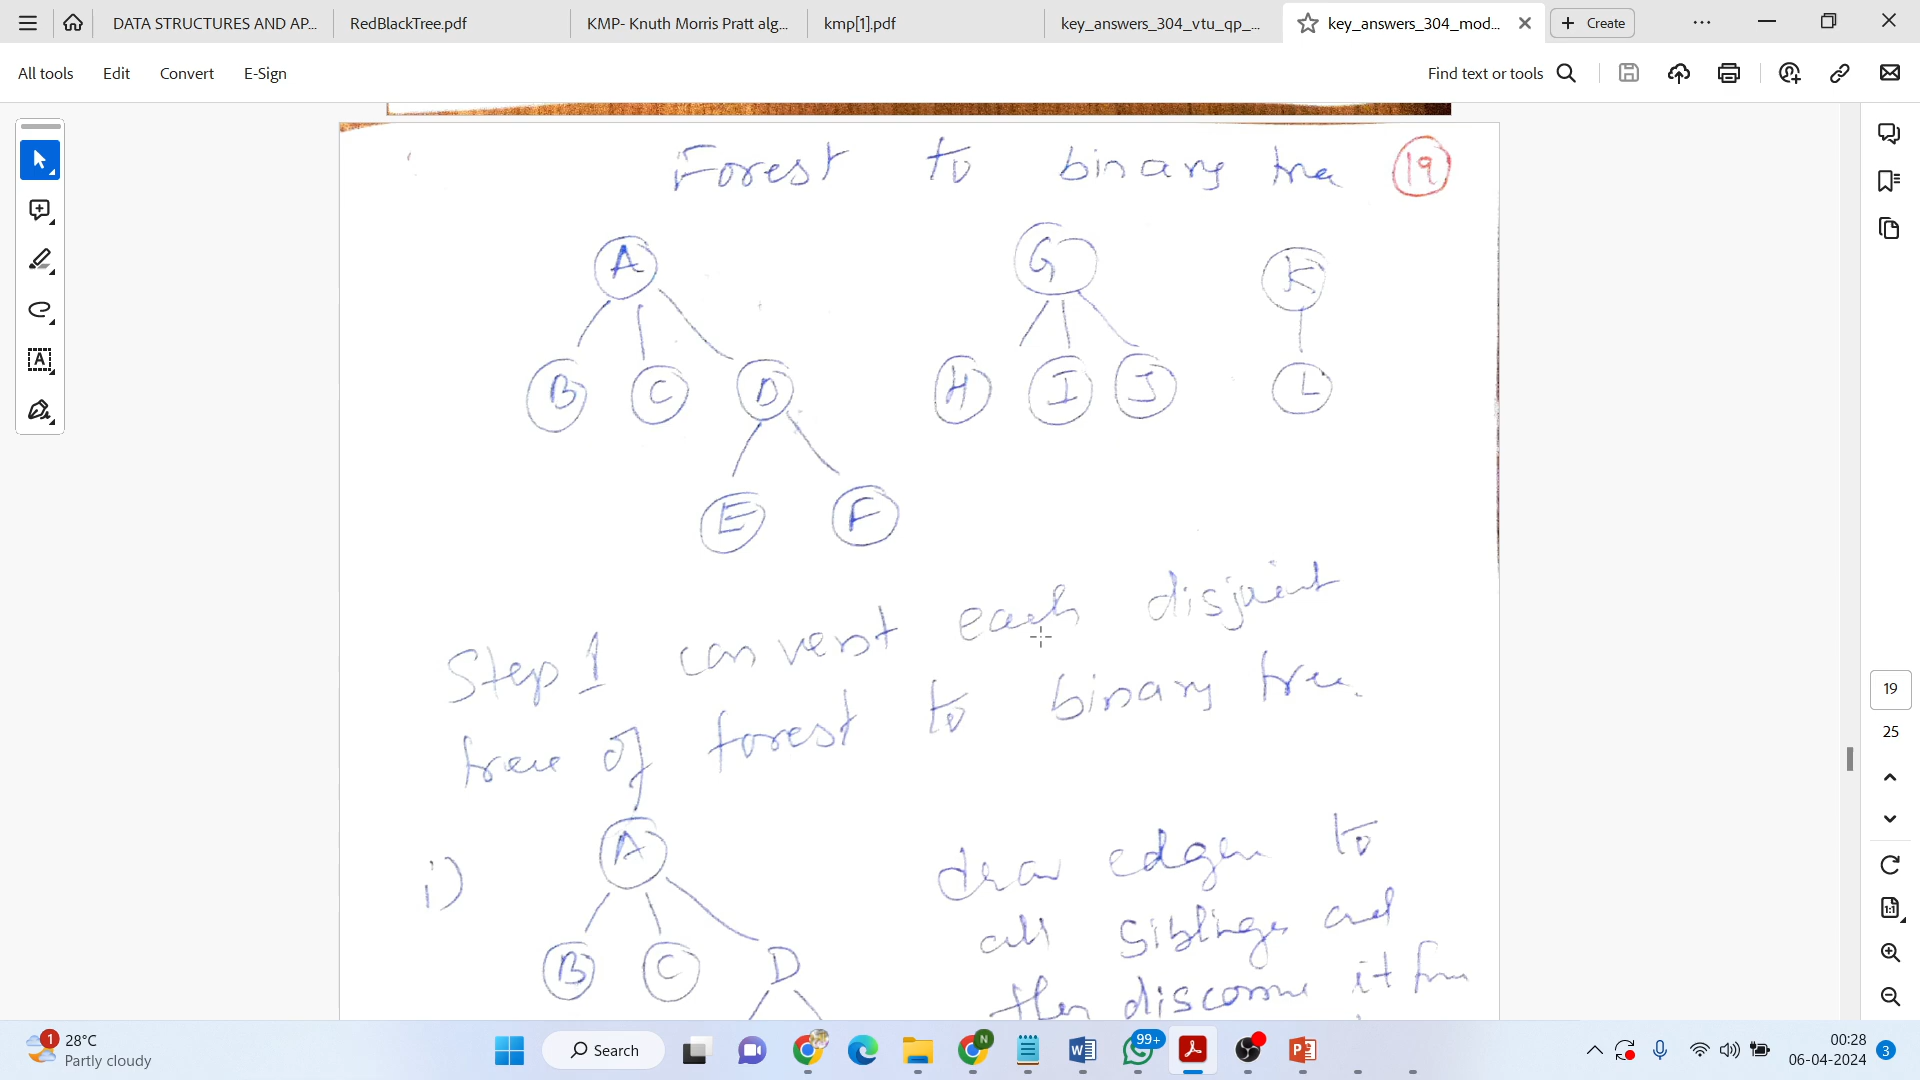 DATA STRUCTURES AND AP...
RedBlackTree.pdf
KMP- Knuth Morris Pratt alg...
kmp[1].pdf
key_answers_304_vtu_qp_...
key_answers_304_mod...
Create
All tools
Edit
Convert
E-Sign
Find text or tools
Forest to binary tree 19
A
G
K
B C D
H I J
L
E F
Step 1 convert each disjoint
tree of forest to binary tree.
i)
A
B C D
draw edges to
all siblings and
then disconne it from
19
25
1:1
1
28°C
Partly cloudy
Search
N
99+
00:28
06-04-2024
3